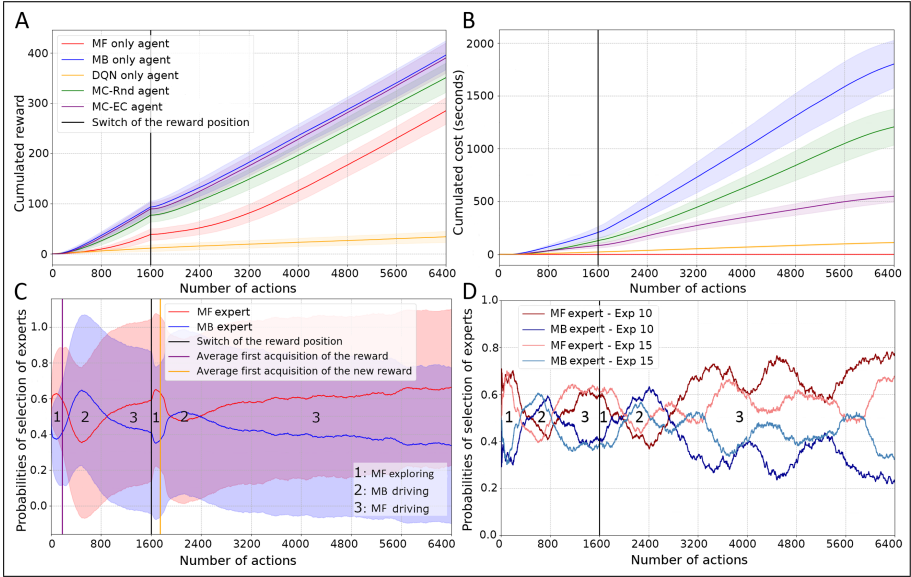 A
Cumulated reward
400
300
200
100
0
MF only agent
MB only agent
DQN only agent
MC-Rnd agent
MC-EC agent
Switch of the reward position
0 800 1600 2400 3200 4000 4800 5600 6400
Number of actions
B
Cumulated cost (seconds)
2000
1500
1000
500
0
0 800 1600 2400 3200 4000 4800 5600 6400
Number of actions
C
Probabilities of selection of experts
1.0
0.8
0.6
0.4
0.2
0.0
MF expert
MB expert
Switch of the reward position
Average first acquisition of the reward
Average first acquisition of the new reward
1 2 3 1 2 3
1: MF exploring
2: MB driving
3: MF driving
0 800 1600 2400 3200 4000 4800 5600 6400
Number of actions
D
Probabilities of selection of experts
1.0
0.8
0.6
0.4
0.2
0.0
MF expert - Exp 10
MB expert - Exp 10
MF expert - Exp 15
MB expert - Exp 15
1 2 3 1 2 3
0 800 1600 2400 3200 4000 4800 5600 6400
Number of actions